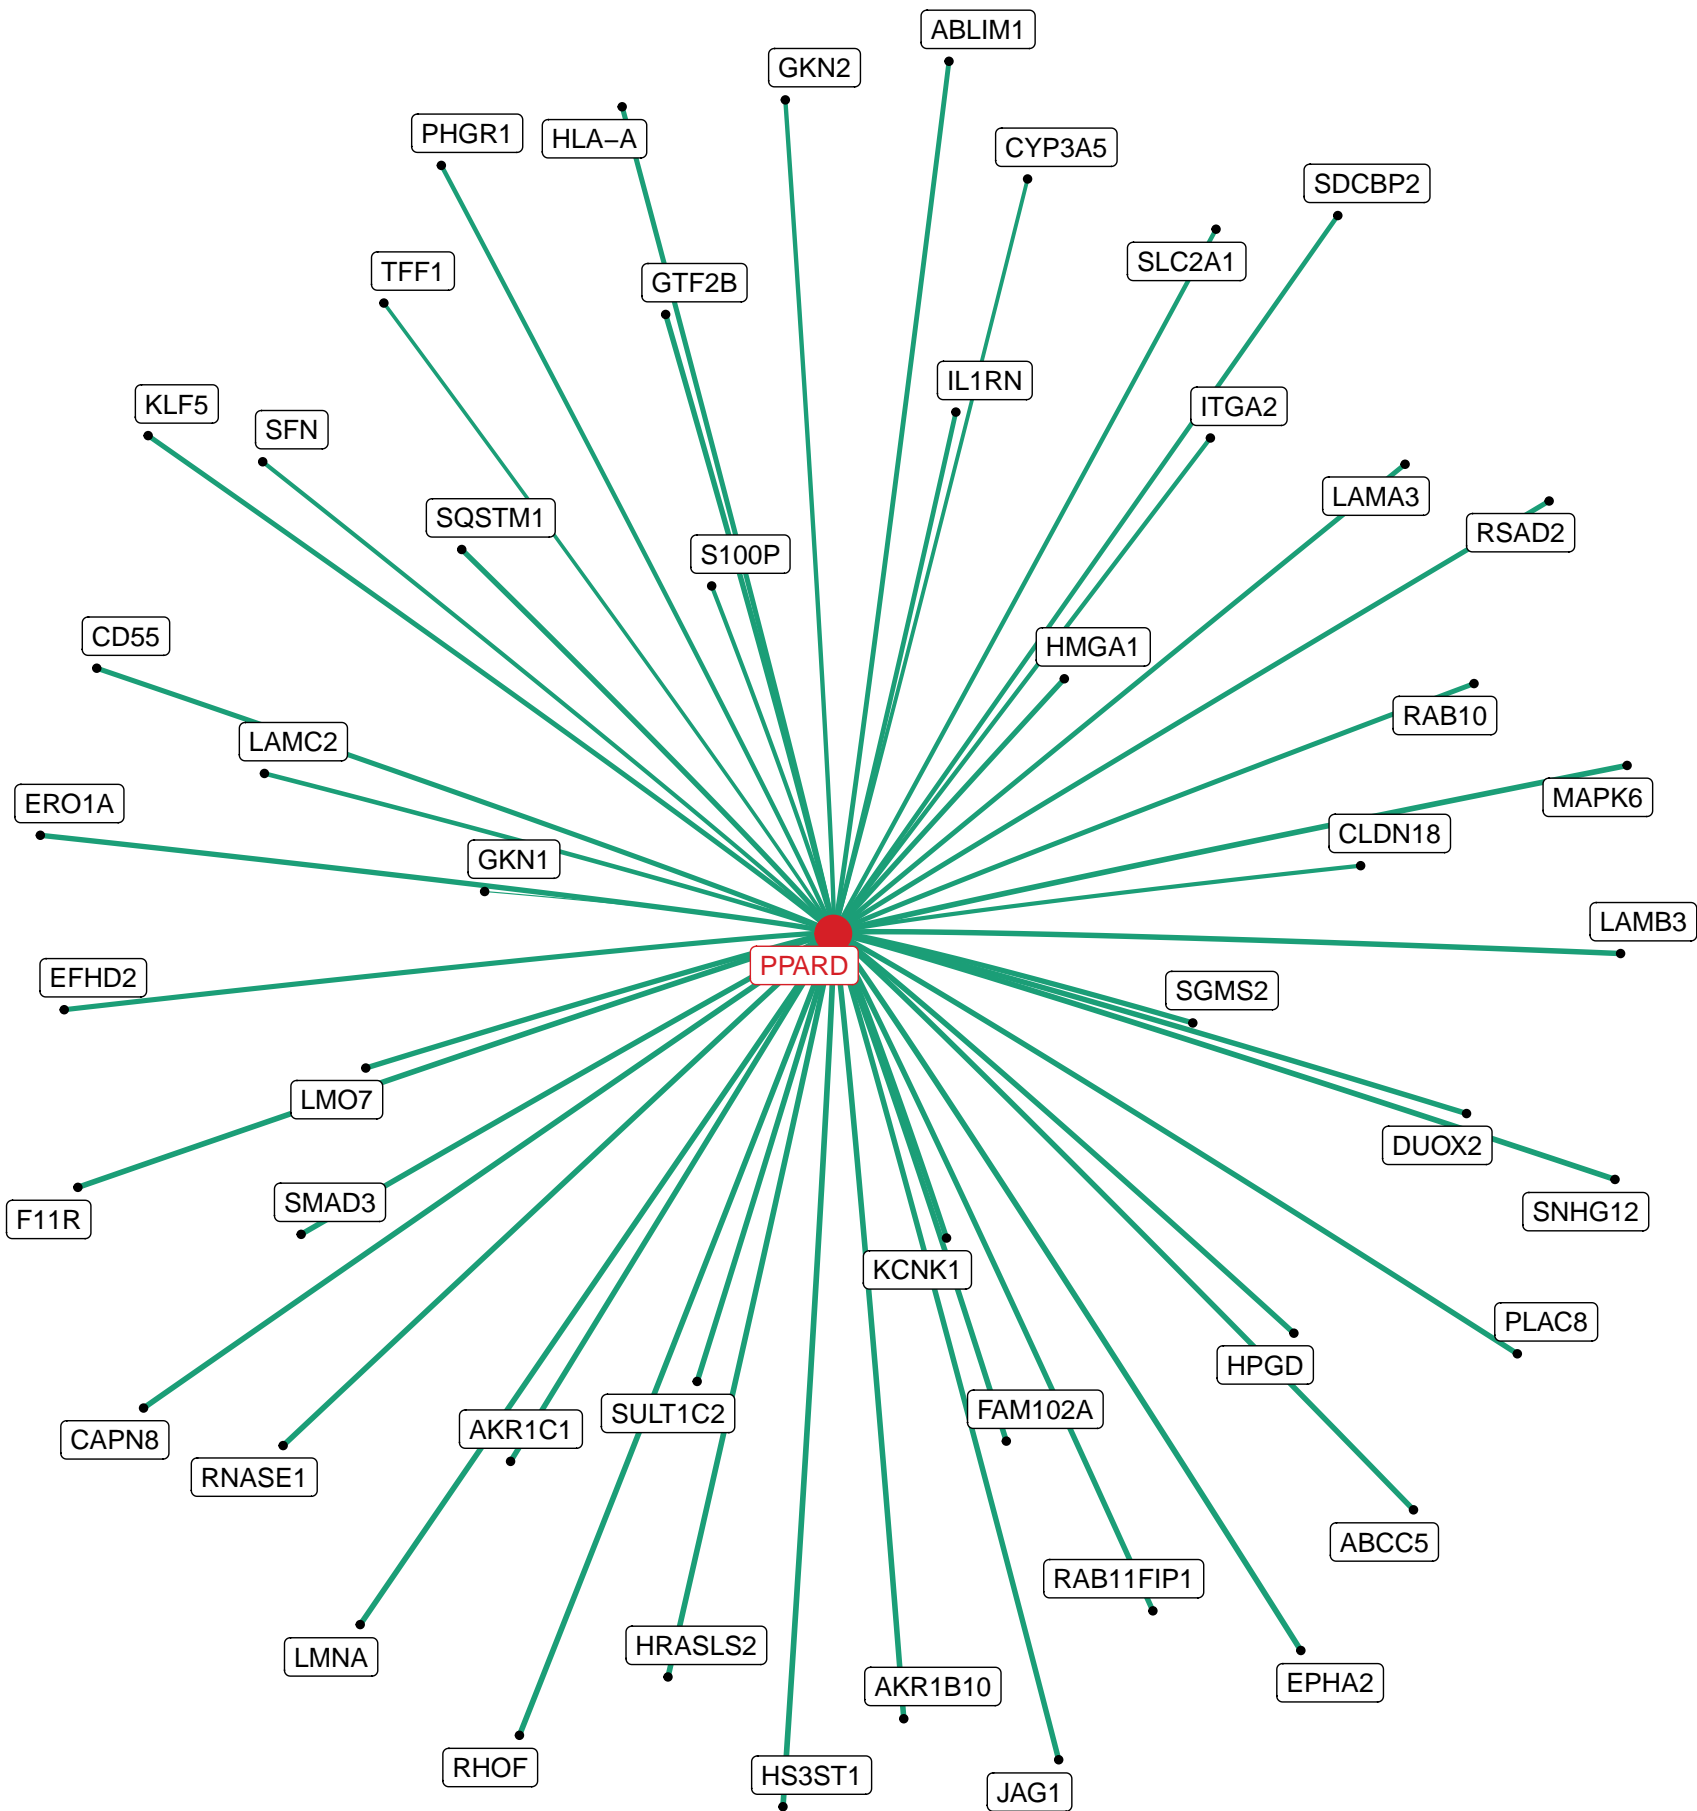 ABLIM1
GKN2
PHGR1
HLA−A
CYP3A5
SDCBP2
SLC2A1
TFF1
GTF2B
IL1RN
KLF5
ITGA2
SFN
LAMA3
SQSTM1
RSAD2
S100P
CD55
HMGA1
RAB10
LAMC2
MAPK6
ERO1A
CLDN18
GKN1
LAMB3
PPARD
EFHD2
SGMS2
LMO7
DUOX2
SMAD3
SNHG12
F11R
KCNK1
PLAC8
HPGD
FAM102A
SULT1C2
AKR1C1
CAPN8
RNASE1
ABCC5
RAB11FIP1
HRASLS2
LMNA
EPHA2
AKR1B10
RHOF
HS3ST1
JAG1